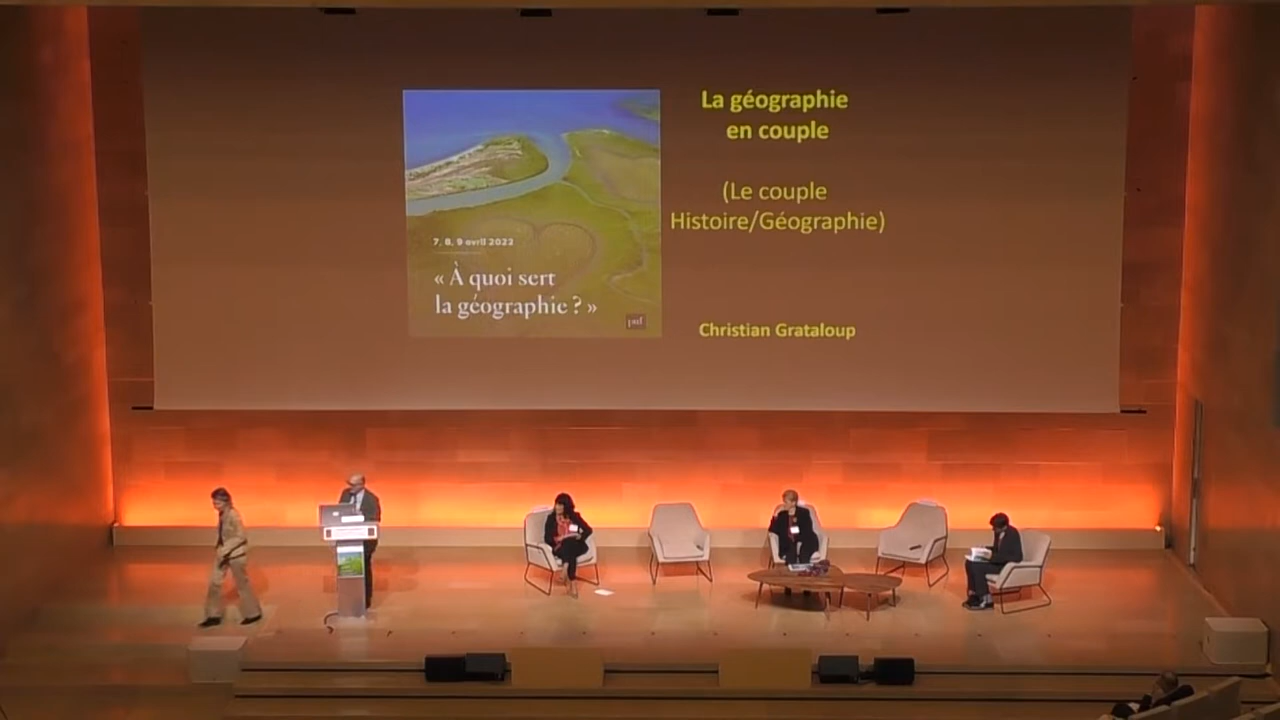 7, 8, 9 avril 2022
« À quoi sert
la géographie ? »
puf
La géographie
en couple
(Le couple
Histoire/Géographie)
Christian Grataloup